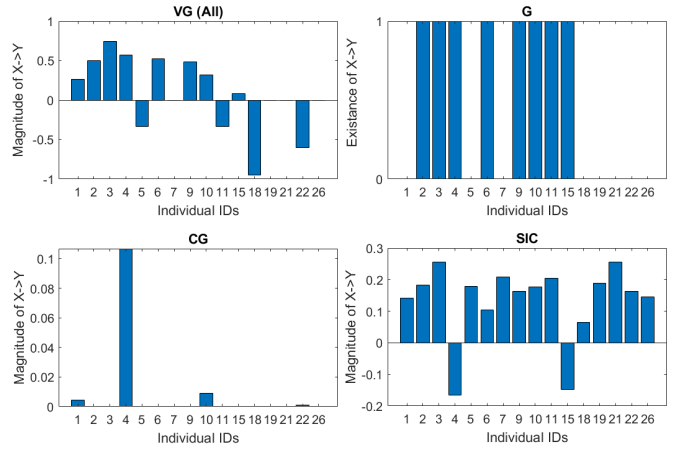 VG (All)
Magnitude of X->Y
0.5
0
-0.5
-1
1 2 3 4 5 6 7 9 10 11 15 18 19 21 22 26
Individual IDs
G
Existance of X->Y
1
0
1 2 3 4 5 6 7 9 10 11 15 18 19 21 22 26
Individual IDs
CG
Magnitude of X->Y
0.1
0.08
0.06
0.04
0.02
0
1 2 3 4 5 6 7 9 10 11 15 18 19 21 22 26
Individual IDs
SIC
Magnitude of X->Y
0.3
0.2
0.1
0
-0.1
-0.2
1 2 3 4 5 6 7 9 10 11 15 18 19 21 22 26
Individual IDs